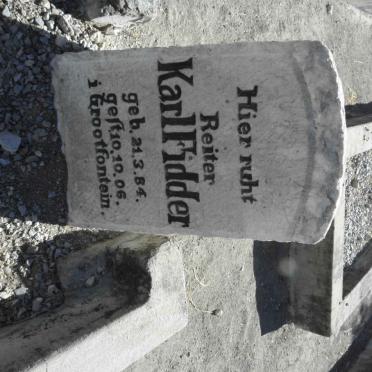 Hier ruht
Reiter
Karl Fidder
geb. 21.3.84.
gest. 10.10.06.
i Grootfontein.